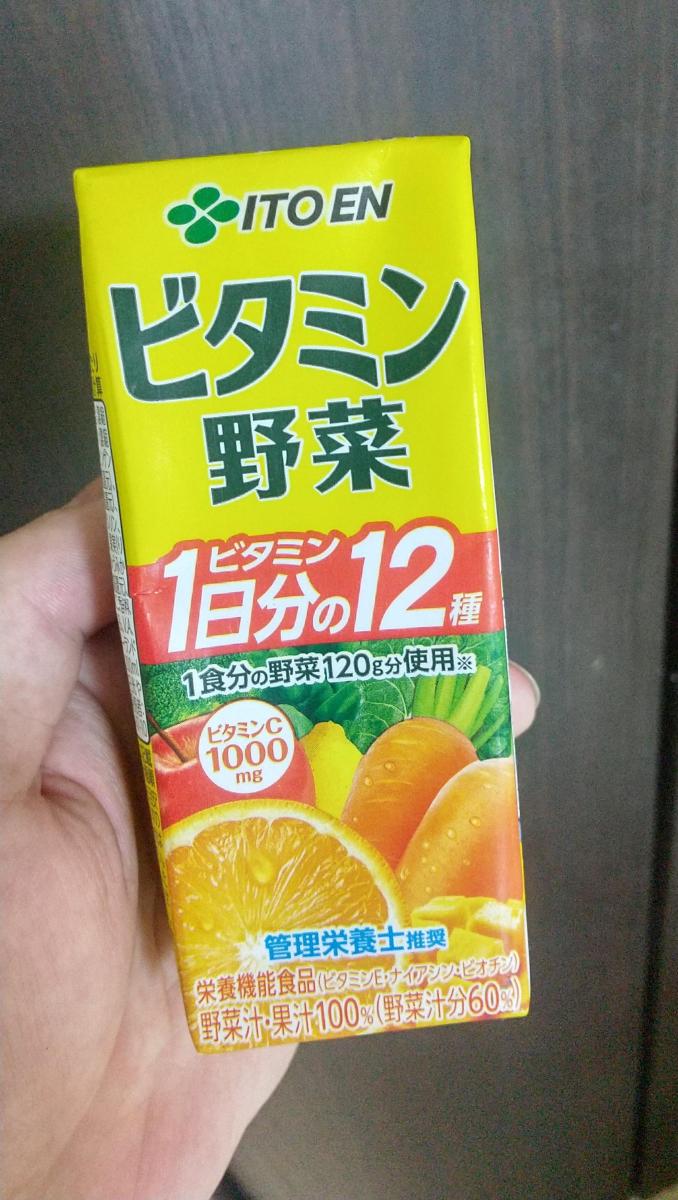 ITO EN
ビタミン
野菜
ビタミン
1日分の12種
1食分の野菜120g分使用※
ビタミンC
1000
mg
管理栄養士推奨
栄養機能食品(ビタミンE・ナイアシン・ビオチン)
野菜汁・果汁100%(野菜汁分60%)